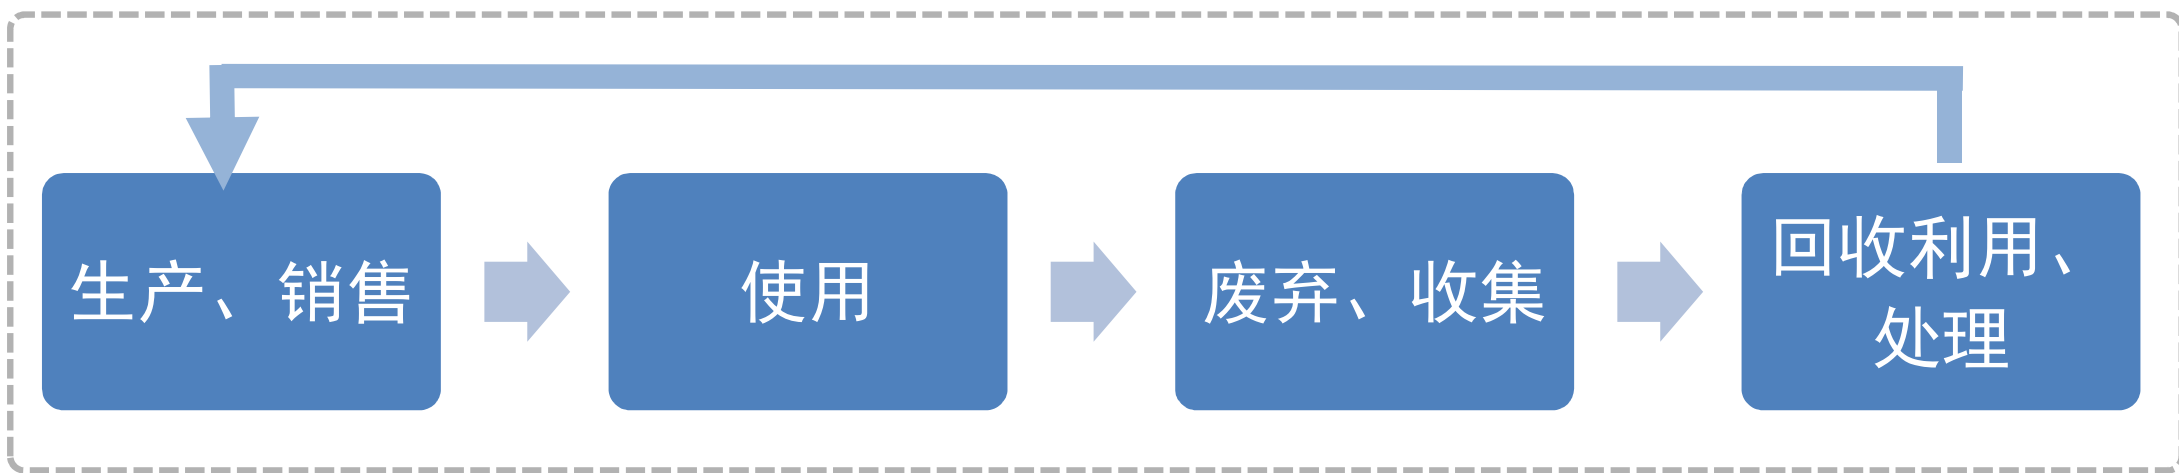 生产、销售
使用
废弃、收集
回收利用、
处理